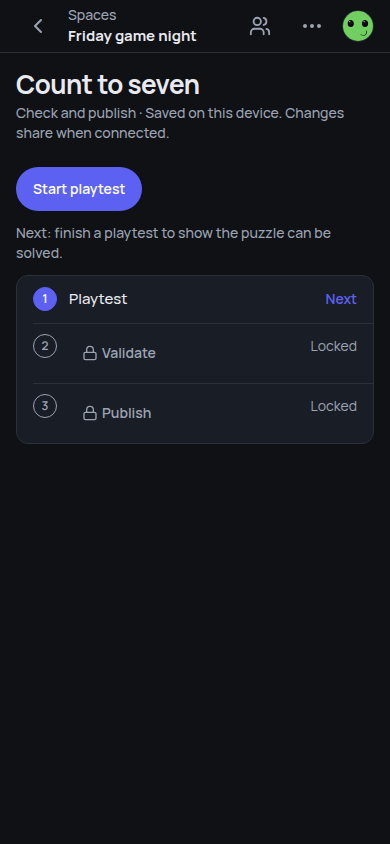 Spaces
Friday game night
Count to seven
Check and publish · Saved on this device. Changes
share when connected.
Start playtest
Next: finish a playtest to show the puzzle can be
solved.
1 Playtest Next
2 Validate Locked
3 Publish Locked